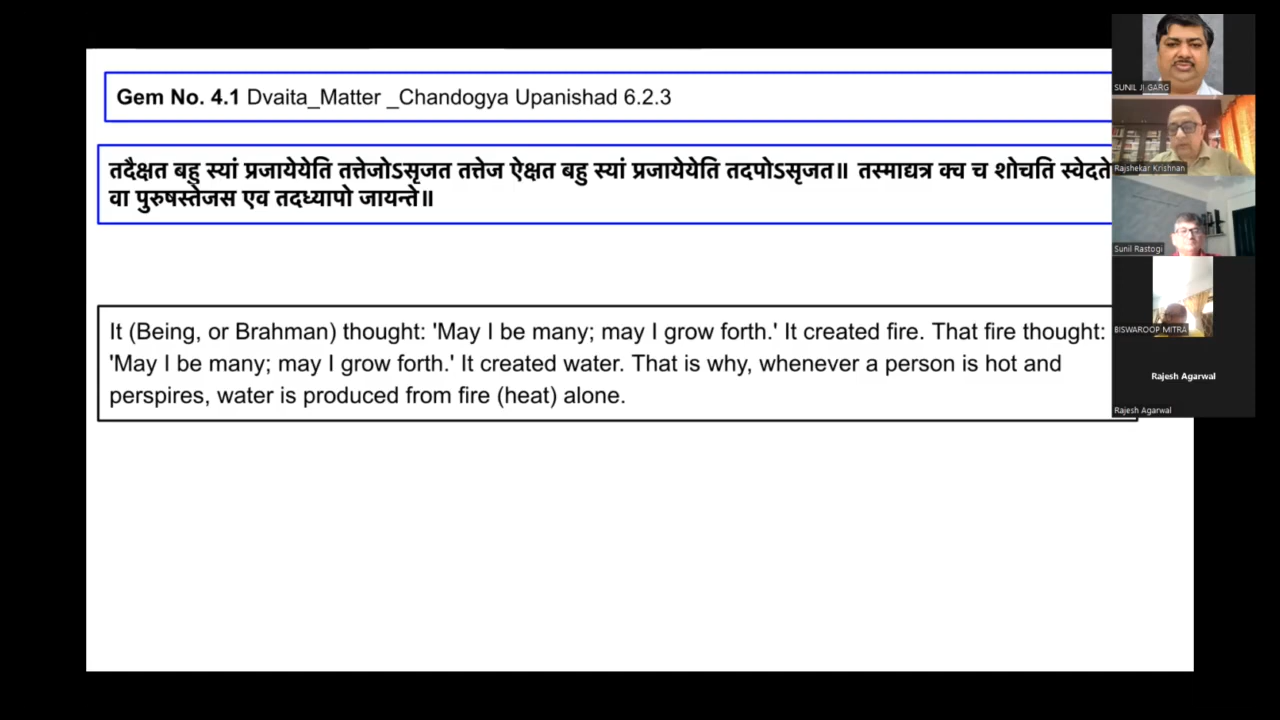 Gem No. 4.1 Dvaita_Matter _Chandogya Upanishad 6.2.3
तदैक्षत बहु स्यां प्रजायेयेति तत्तेजोऽसृजत तत्तेज ऐक्षत बहु स्यां प्रजायेयेति तदपोऽसृजत॥ तस्माद्यत्र क्व च शोचति स्वेदते
वा पुरुषस्तेजस एव तदध्यापो जायन्ते॥
It (Being, or Brahman) thought: 'May I be many; may I grow forth.' It created fire. That fire thought:
'May I be many; may I grow forth.' It created water. That is why, whenever a person is hot and
perspires, water is produced from fire (heat) alone.
SUNIL JI GARG
Rajshekar Krishnan
Sunil Rastogi
BISWAROOP MITRA
Rajesh Agarwal
Rajesh Agarwal